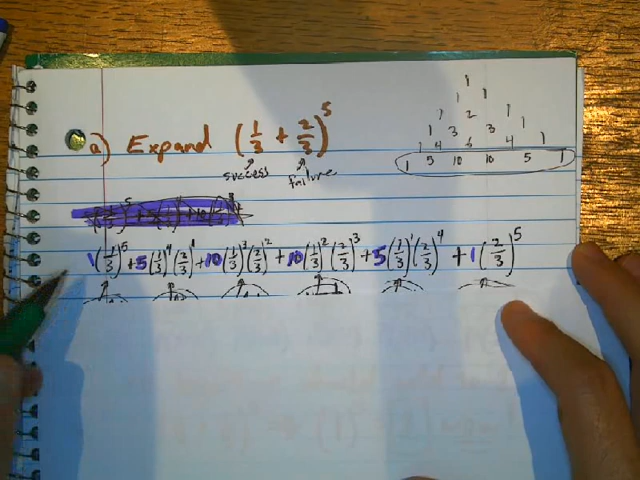 a) Expand (1/3 + 2/3)^5
success failure
1
1 1
1 2 1
1 3 3 1
1 4 6 4 1
1 5 10 10 5 1
1(1/3)^5 + 5(1/3)^4(2/3)^1 + 10(1/3)^3(2/3)^2 + 10(1/3)^2(2/3)^3 + 5(1/3)^1(2/3)^4 + 1(2/3)^5